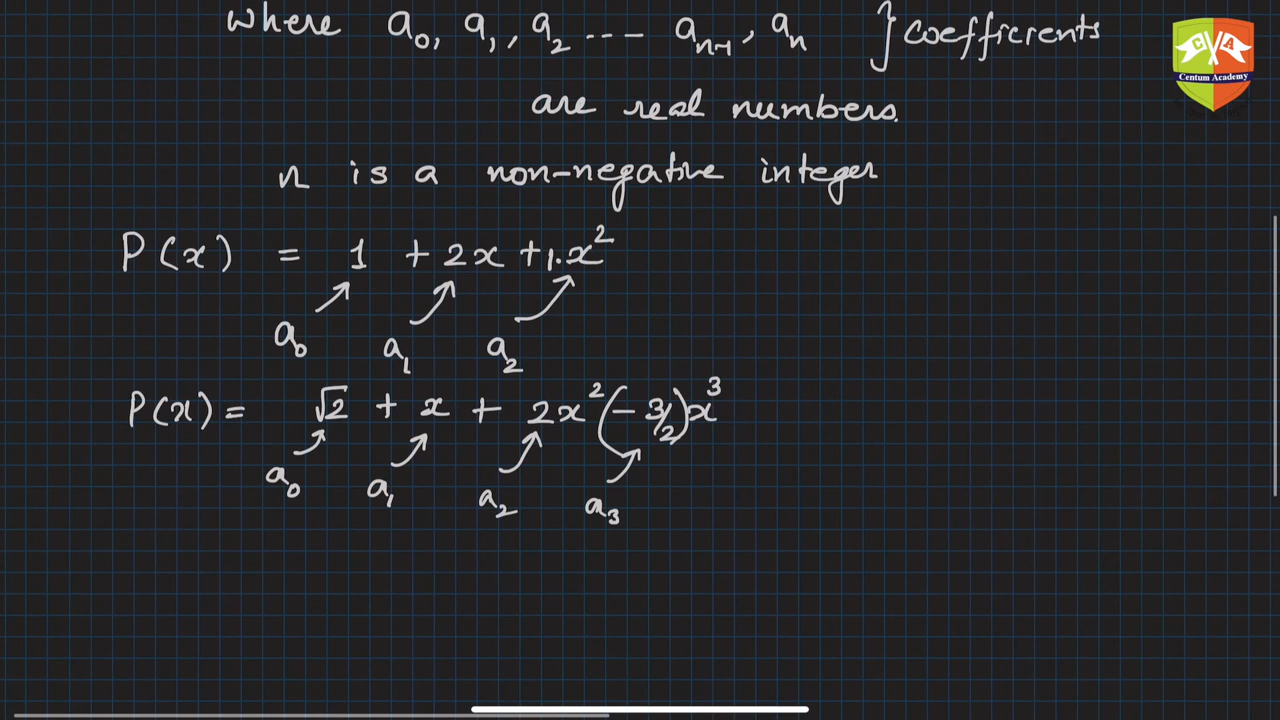 where a₀, a₁, a₂ --- aₙ₋₁, aₙ } coefficients
are real numbers.
n is a non-negative integer
P(x) = 1 + 2x + 1.x²
a₀ a₁ a₂
P(x) = √2 + x + 2x² (- 3/2)x³
a₀ a₁ a₂ a₃
C A
Centum Academy